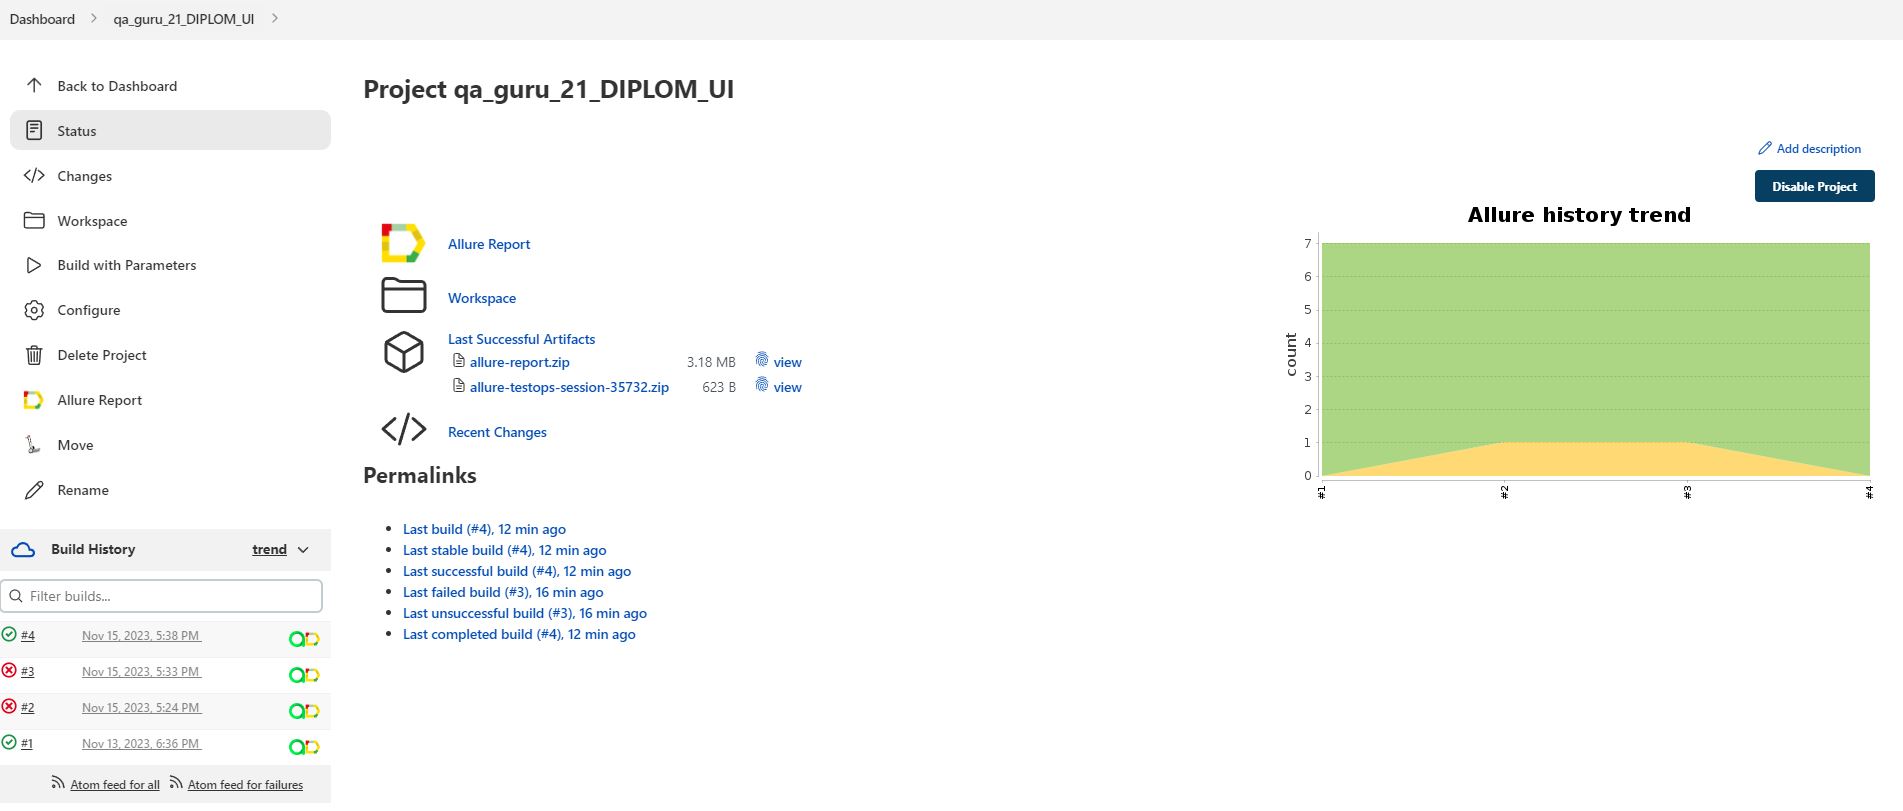 Dashboard > qa_guru_21_DIPLOM_UI >
Back to Dashboard
Status
Changes
Workspace
Build with Parameters
Configure
Delete Project
Allure Report
Move
Rename
Build History trend
Filter builds...
#4 Nov 15, 2023, 5:38 PM
#3 Nov 15, 2023, 5:33 PM
#2 Nov 15, 2023, 5:24 PM
#1 Nov 13, 2023, 6:36 PM
Atom feed for all Atom feed for failures
Project qa_guru_21_DIPLOM_UI
Add description
Disable Project
Allure Report
Workspace
Last Successful Artifacts
allure-report.zip 3.18 MB view
allure-testops-session-35732.zip 623 B view
Recent Changes
Permalinks
Last build (#4), 12 min ago
Last stable build (#4), 12 min ago
Last successful build (#4), 12 min ago
Last failed build (#3), 16 min ago
Last unsuccessful build (#3), 16 min ago
Last completed build (#4), 12 min ago
Allure history trend
count
7
6
5
4
3
2
1
0
#1 #2 #3 #4